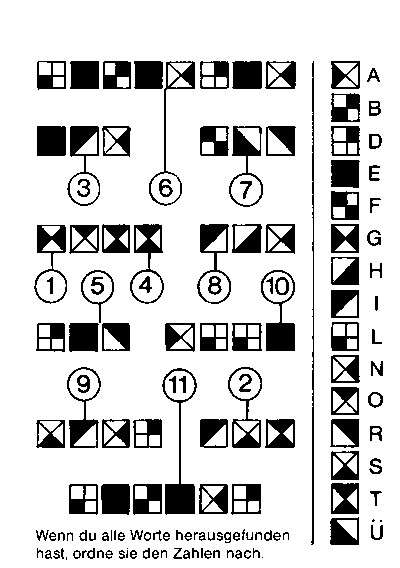 A
B
D
E
3
6
7
F
G
H
1
5
4
8
10
I
L
9
11
2
N
O
R
S
T
Ü
Wenn du alle Worte herausgefunden
hast, ordne sie den Zahlen nach.